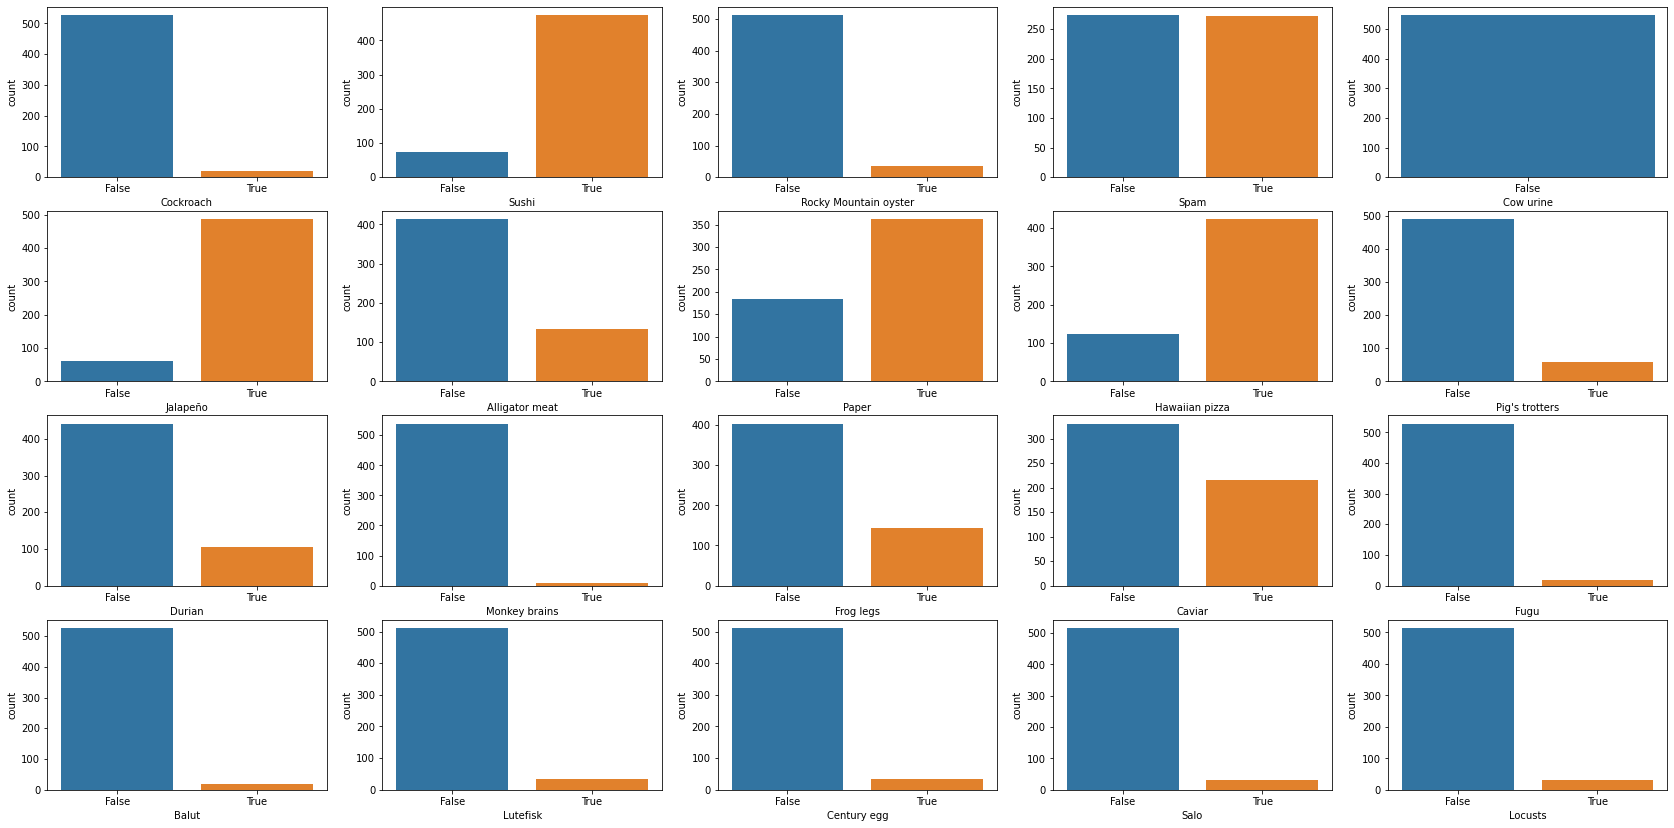 500
400
300
200
100
0
count
False True
Cockroach
400
300
200
100
0
count
False True
Sushi
500
400
300
200
100
0
count
False True
Rocky Mountain oyster
250
200
150
100
50
0
count
False True
Spam
500
400
300
200
100
0
count
False
Cow urine
500
400
300
200
100
0
count
False True
Jalapeño
400
300
200
100
0
count
False True
Alligator meat
350
300
250
200
150
100
50
0
count
False True
Paper
400
300
200
100
0
count
False True
Hawaiian pizza
500
400
300
200
100
0
count
False True
Pig's trotters
400
300
200
100
0
count
False True
Durian
500
400
300
200
100
0
count
False True
Monkey brains
400
300
200
100
0
count
False True
Frog legs
300
250
200
150
100
50
0
count
False True
Caviar
500
400
300
200
100
0
count
False True
Fugu
500
400
300
200
100
0
count
False True
Balut
500
400
300
200
100
0
count
False True
Lutefisk
500
400
300
200
100
0
count
False True
Century egg
500
400
300
200
100
0
count
False True
Salo
500
400
300
200
100
0
count
False True
Locusts